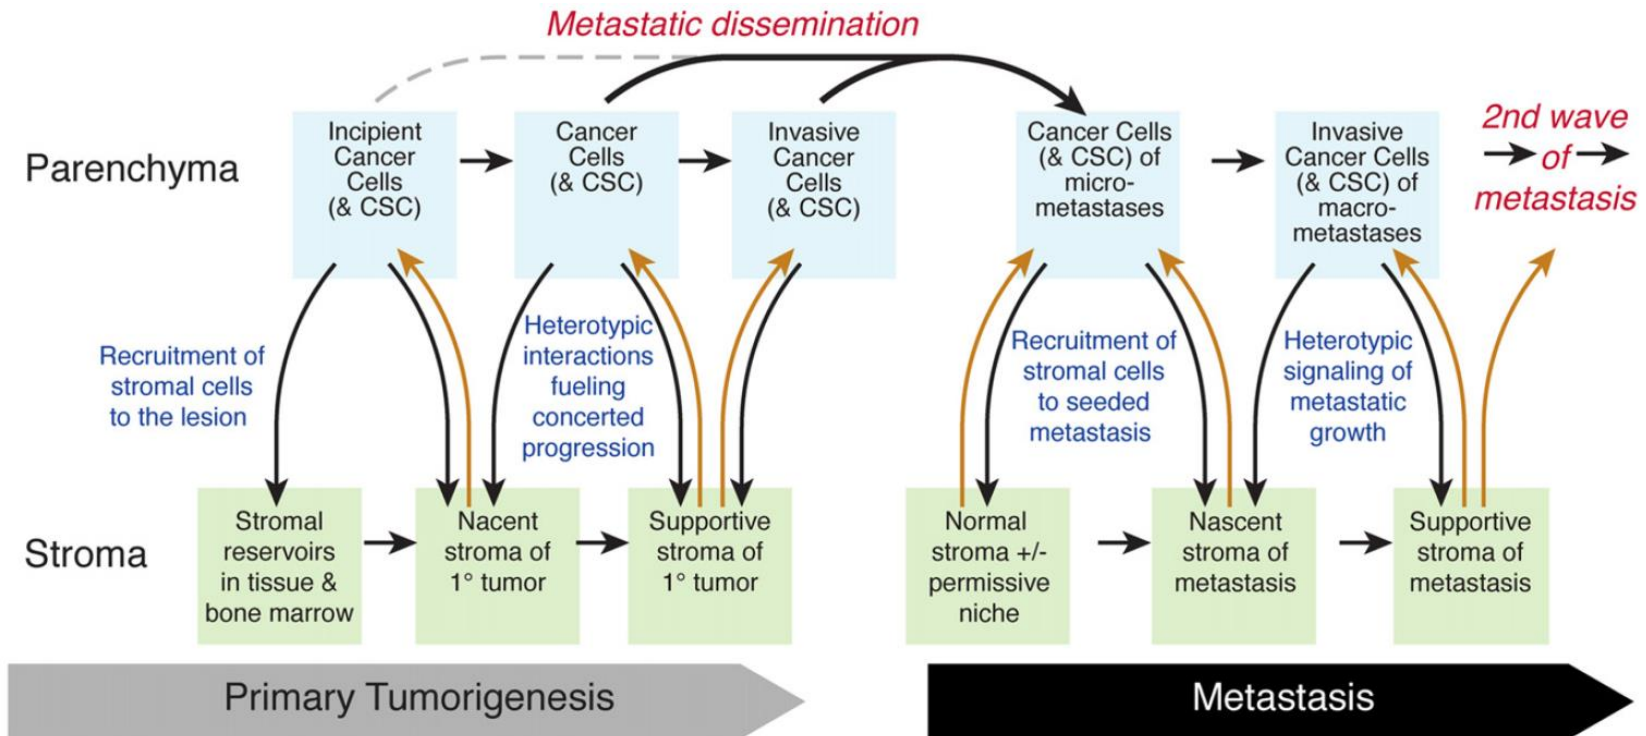 Metastatic dissemination
Parenchyma
Incipient
Cancer
Cells
(& CSC)
Cancer
Cells
(& CSC)
Invasive
Cancer
Cells
(& CSC)
Cancer Cells
(& CSC) of
micro-
metastases
Invasive
Cancer Cells
(& CSC) of
macro-
metastases
2nd wave
of
metastasis
Recruitment of
stromal cells
to the lesion
Heterotypic
interactions
fueling
concerted
progression
Recruitment of
stromal cells
to seeded
metastasis
Heterotypic
signaling of
metastatic
growth
Stroma
Stromal
reservoirs
in tissue &
bone marrow
Nacent
stroma of
1° tumor
Supportive
stroma of
1° tumor
Normal
stroma +/-
permissive
niche
Nascent
stroma of
metastasis
Supportive
stroma of
metastasis
Primary Tumorigenesis
Metastasis